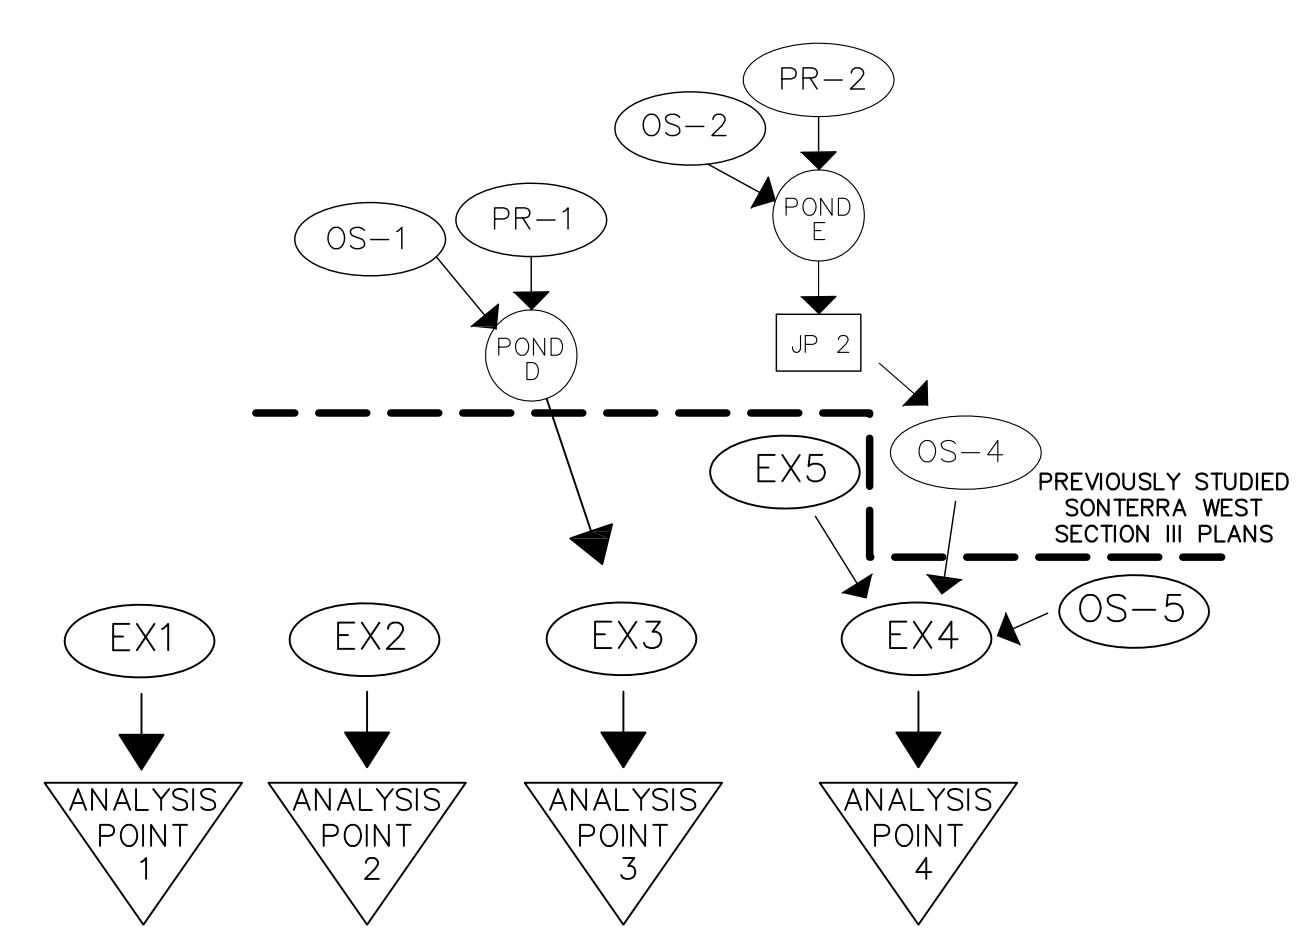 PR-2
OS-2
PR-1
OS-1
POND
E
POND
D
JP 2
EX5
OS-4
PREVIOUSLY STUDIED
SONTERRA WEST
SECTION III PLANS
EX1
EX2
EX3
EX4
OS-5
ANALYSIS
POINT
1
ANALYSIS
POINT
2
ANALYSIS
POINT
3
ANALYSIS
POINT
4